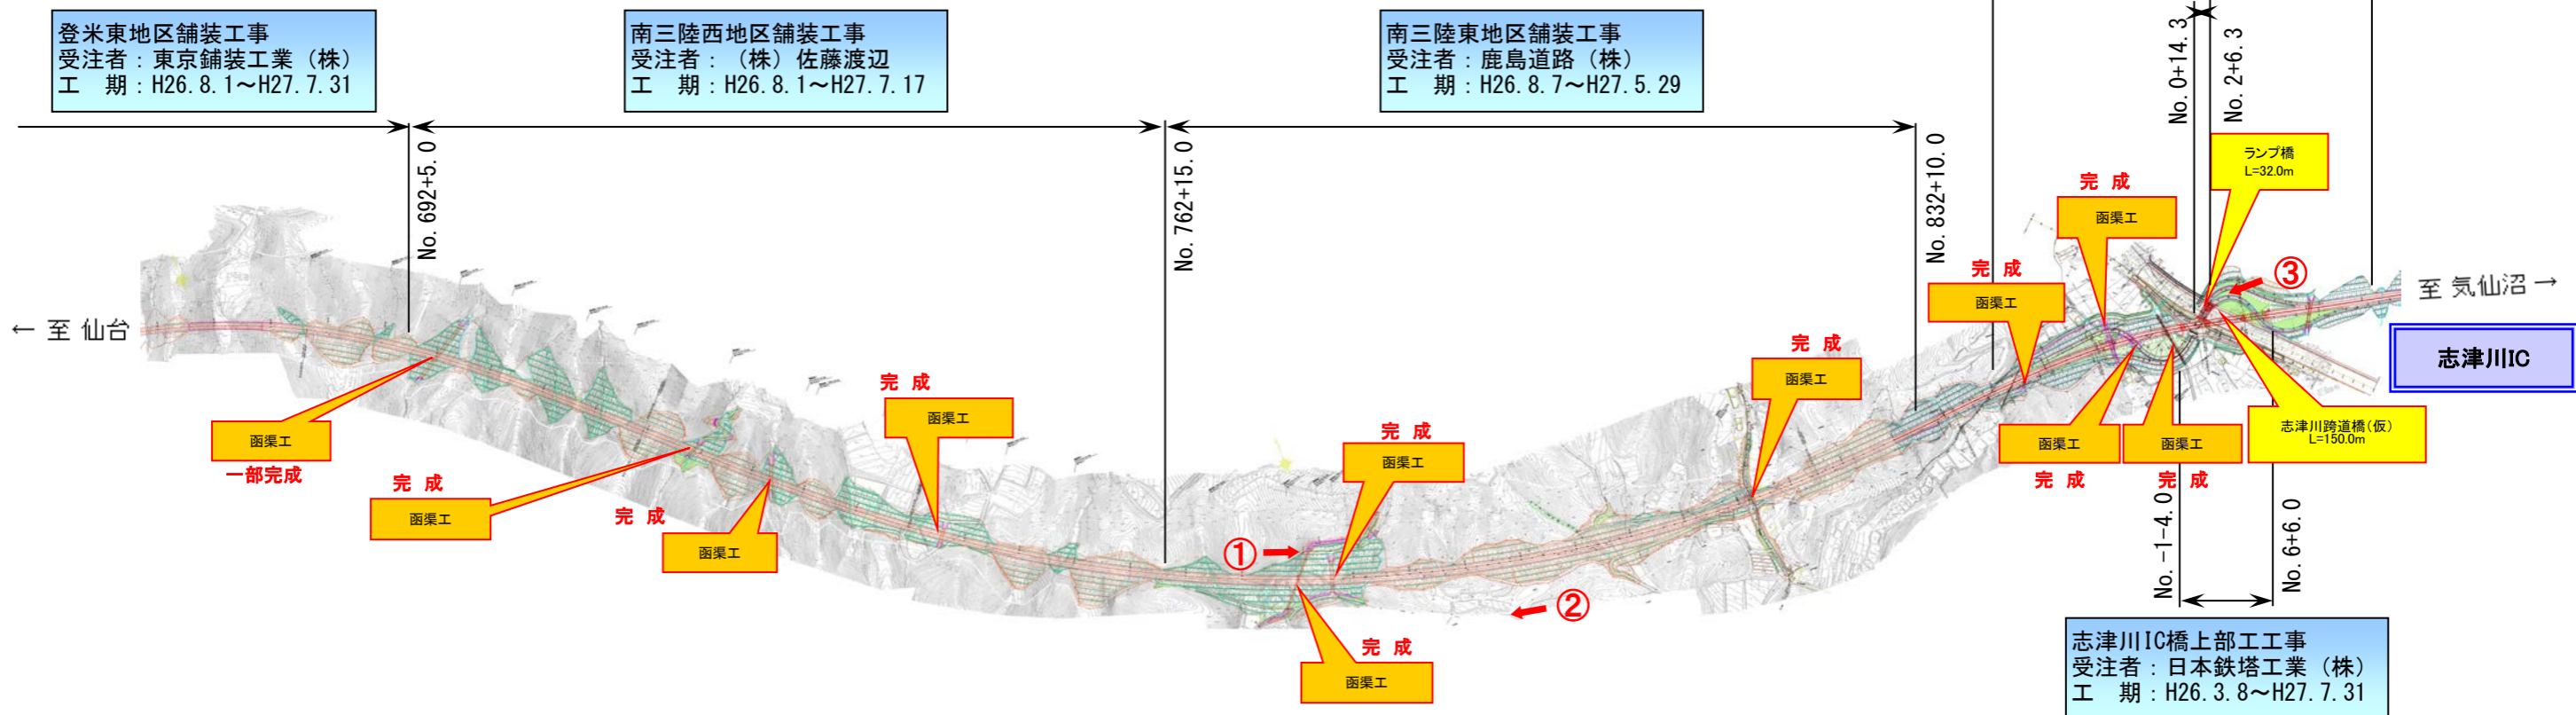 登米東地区舗装工事
受注者：東京鋪装工業（株）
工　期：H26.8.1～H27.7.31
南三陸西地区舗装工事
受注者：（株）佐藤渡辺
工　期：H26.8.1～H27.7.17
南三陸東地区舗装工事
受注者：鹿島道路（株）
工　期：H26.8.7～H27.5.29
No.0+14.3
No.2+6.3
No.692+5.0
No.762+15.0
No.832+10.0
ランプ橋
L=32.0m
完成
函渠工
完成
函渠工
③
至 気仙沼 →
← 至 仙台
志津川IC
完成
函渠工
完成
函渠工
完成
函渠工
函渠工
一部完成
完成
函渠工
完成
函渠工
函渠工
完成
函渠工
完成
志津川跨道橋(仮)
L=150.0m
①
②
完成
函渠工
No.-1-4.0
No.6+6.0
志津川IC橋上部工工事
受注者：日本鉄塔工業（株）
工　期：H26.3.8～H27.7.31